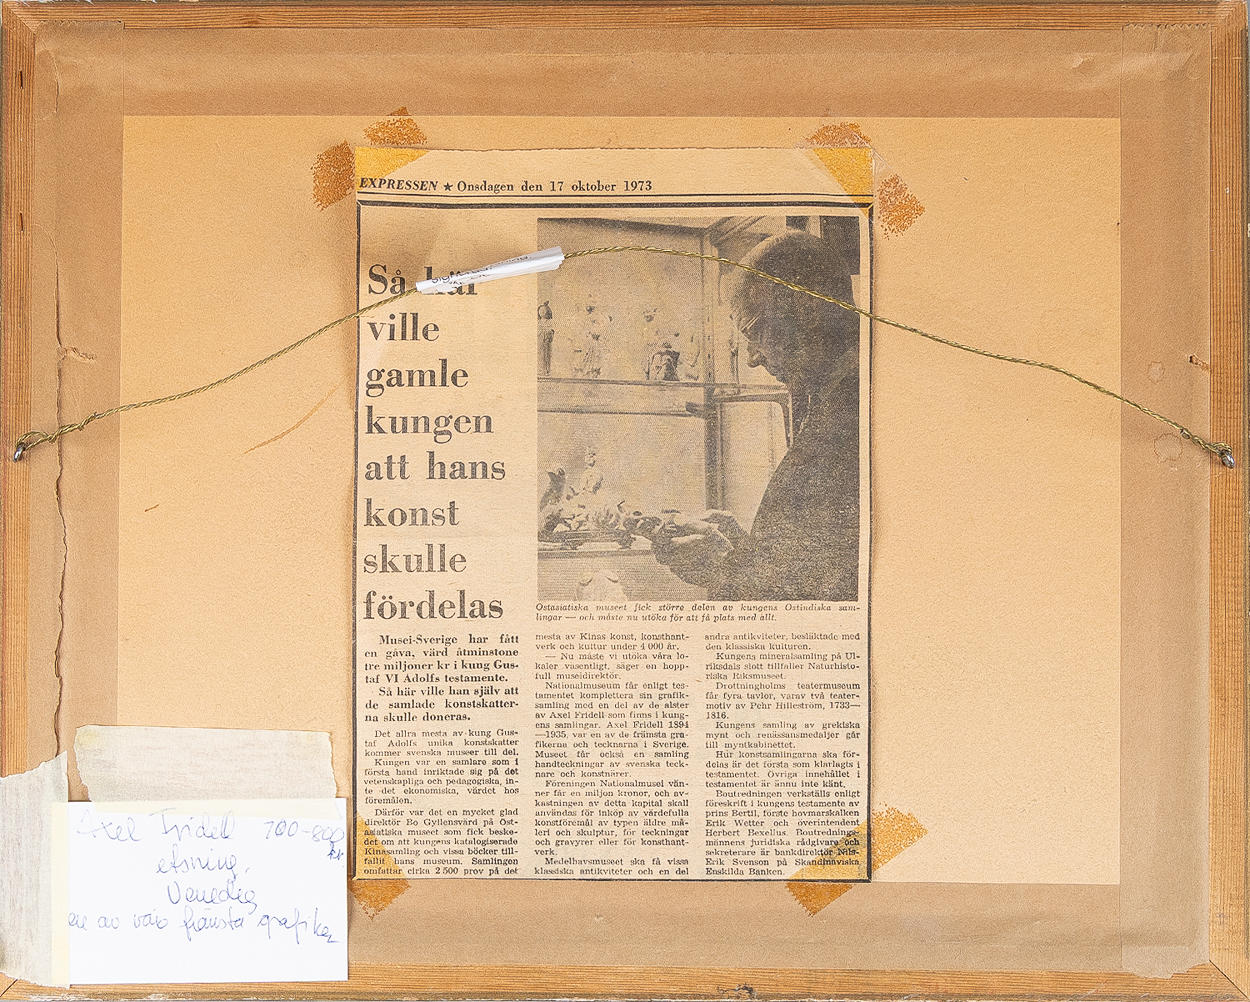 EXPRESSEN ★ Onsdagen den 17 oktober 1973
Så här
ville
gamle
kungen
att hans
konst
skulle
fördelas
Ostasiatiska museet fick större delen av kungens Ostindiska sam-
lingar — och måste nu utöka för att få plats med allt.
Musei-Sverige har fått
en gåva, värd åtminstone
tre miljoner kr i kung Gus-
taf VI Adolfs testamente.
Så här ville han själv att
de samlade konstskatter-
na skulle doneras.
Det allra mesta av kung Gus-
taf Adolfs unika konstskatter
kommer svenska museer till del.
Kungen var en samlare som i
första hand inriktade sig på det
vetenskapliga och pedagogiska, in-
te det ekonomiska, värdet hos
föremålen.
Därför var det en mycket glad
direktör Bo Gyllensvärd på Öst-
asiatiska museet som fick beske-
det om att kungens katalogiserade
Kinasamling och vissa böcker till-
fallit hans museum. Samlingen
omfattar cirka 2 500 prov på det
mesta av Kinas konst, konsthant-
verk och kultur under 4 000 år.
— Nu måste vi utöka våra lo-
kaler väsentligt, säger en hopp-
full museidirektör.
Nationalmuseum får enligt tes-
tamentet komplettera sin grafik-
samling med en del av de alster
av Axel Fridell som finns i kung-
ens samlingar. Axel Fridell 1894
—1935, var en av de främsta gra-
fikerna och tecknarna i Sverige.
Museet får också en samling
handteckningar av svenska teck-
nare och konstnärer.
Föreningen Nationalmusei vän-
ner får en miljon kronor, och av-
kastningen av detta kapital skall
användas för inköp av värdefulla
konstföremål av typen äldre må-
leri och skulptur, för teckningar
och gravyrer eller för konsthant-
verk.
Medelhavsmuseet ska få vissa
klassiska antikviteter och en del
andra antikviteter, besläktade med
den klassiska kulturen.
Kungens mineralsamling på Ul-
riksdals slott tillfaller Naturhisto-
riska Riksmuseet.
Drottningholms teatermuseum
får fyra tavlor, varav två teater-
motiv av Pehr Hilleström, 1733—
1816.
Kungens samling av grekiska
mynt och renässansmedaljer går
till myntkabinettet.
Hur konstsamlingarna ska för-
delas är det första som klarlagts i
testamentet. Övriga innehållet i
testamentet är ännu inte känt.
Boutredningen verkställs enligt
föreskrift i kungens testamente av
prins Bertil, förste hovmarskalken
Erik Wetter och överintendent
Herbert Bexellus. Boutrednings-
männens juridiska rådgivare och
sekreterare är bankdirektör Nils-
Erik Svenson på Skandinaviska
Enskilda Banken.
Axel Fridell 700-800
kr
etsning,
Venedig
en av våra främsta grafiker